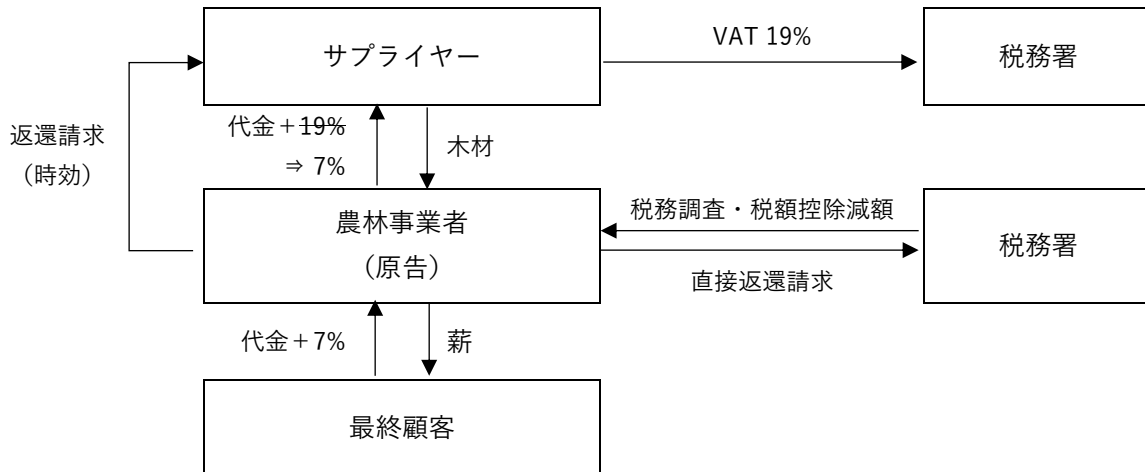 サプライヤー
VAT 19%
税務署
返還請求
(時効)
代金+19%
⇒ 7%
木材
農林事業者
(原告)
税務調査・税額控除減額
直接返還請求
税務署
代金+7%
薪
最終顧客